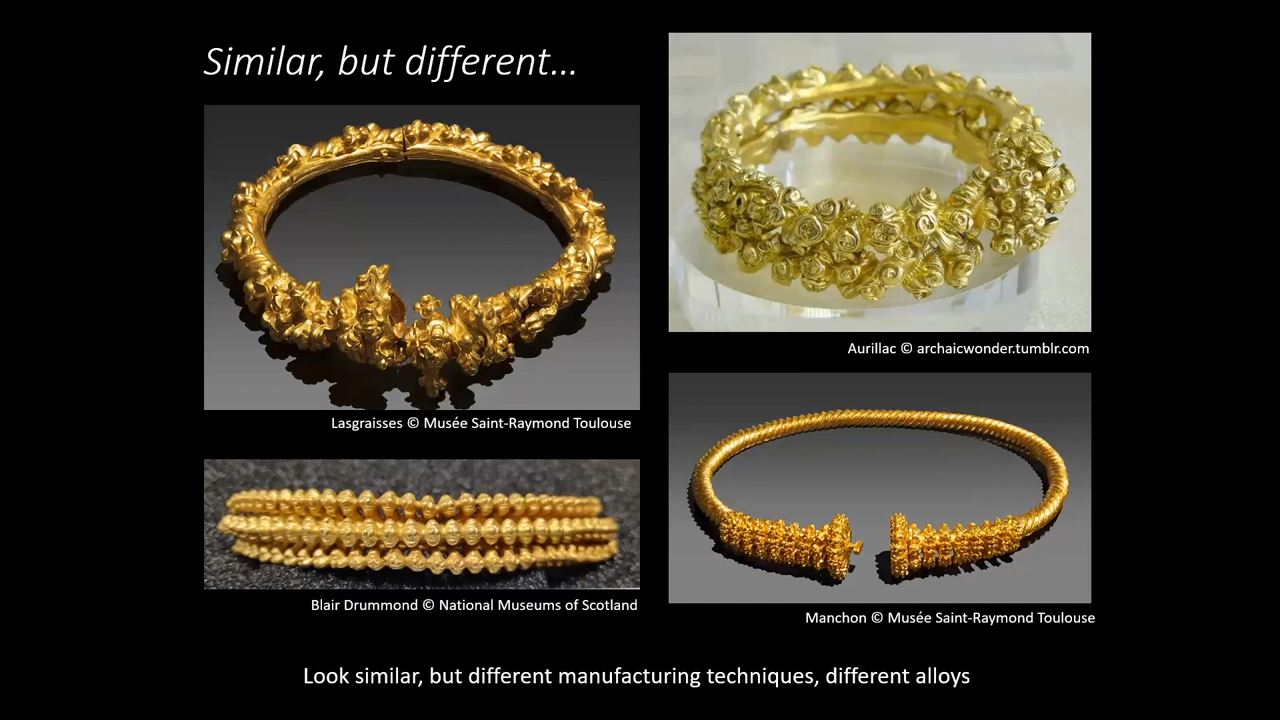 Similar, but different...
Lasgraisses © Musée Saint-Raymond Toulouse
Aurillac © archaicwonder.tumblr.com
Blair Drummond © National Museums of Scotland
Manchon © Musée Saint-Raymond Toulouse
Look similar, but different manufacturing techniques, different alloys